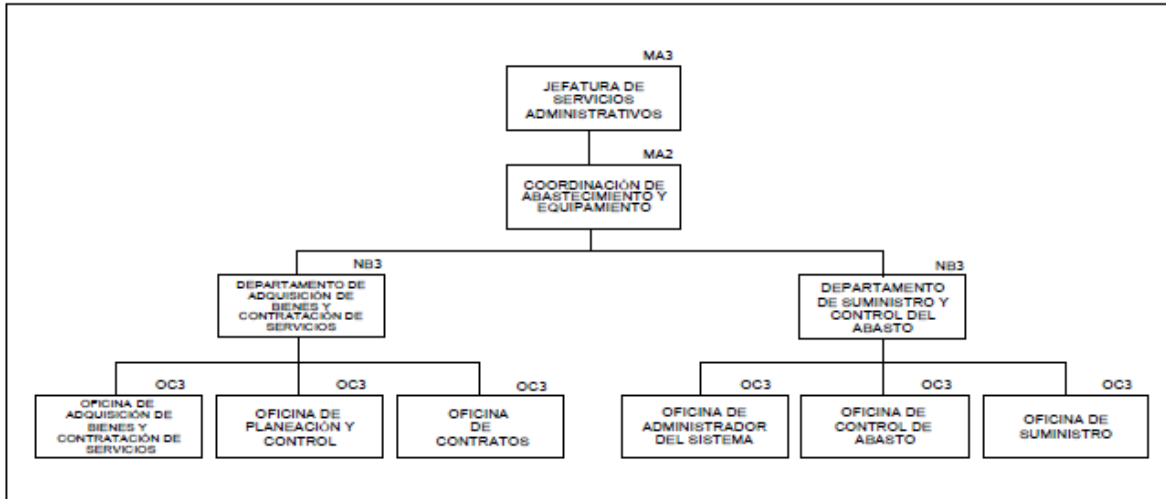 MA3
JEFATURA DE
SERVICIOS
ADMINISTRATIVOS
MA2
COORDINACIÓN DE
ABASTECIMIENTO Y
EQUIPAMIENTO
NB3
DEPARTAMENTO DE
ADQUISICIÓN DE
BIENES Y
CONTRATACIÓN DE
SERVICIOS
NB3
DEPARTAMENTO
DE SUMINISTRO Y
CONTROL DEL
ABASTO
OC3
OFICINA DE
ADQUISICIÓN DE
BIENES Y
CONTRATACIÓN DE
SERVICIOS
OC3
OFICINA DE
PLANEACIÓN Y
CONTROL
OC3
OFICINA
DE
CONTRATOS
OC3
OFICINA DE
ADMINISTRADOR
DEL SISTEMA
OC3
OFICINA DE
CONTROL DE
ABASTO
OC3
OFICINA DE
SUMINISTRO